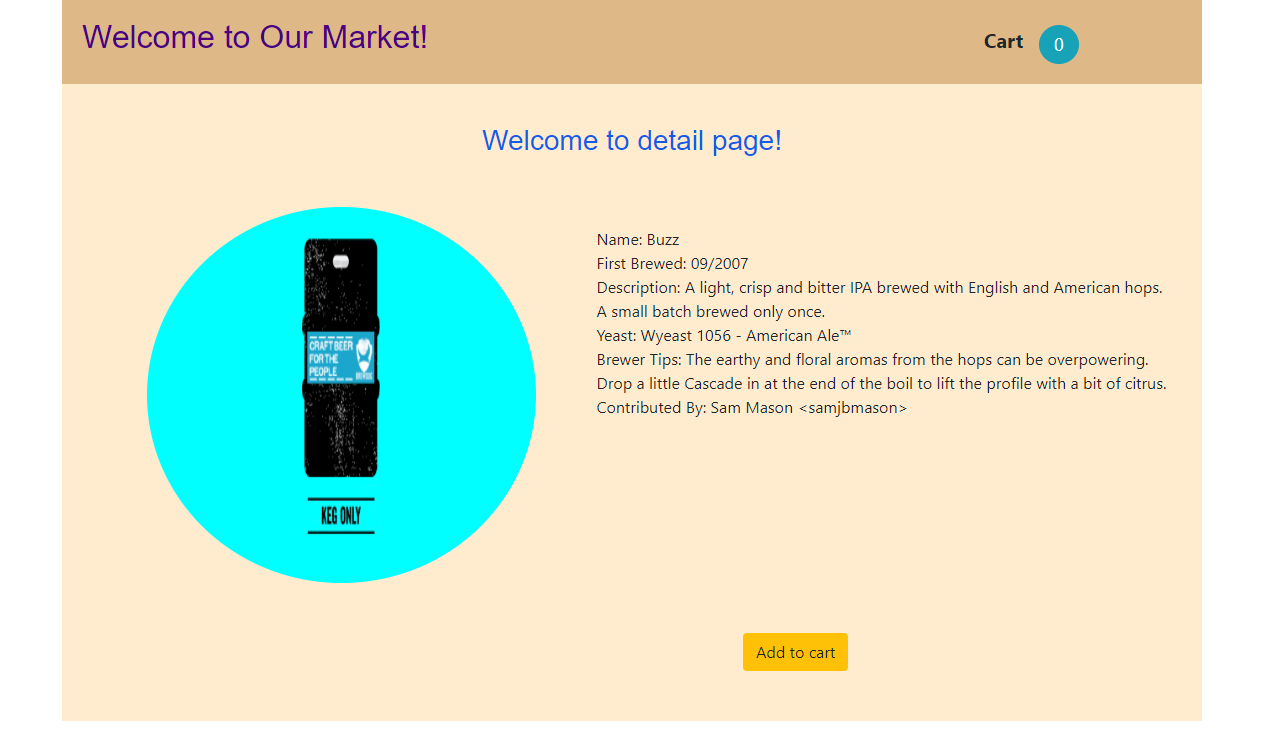 Welcome to Our Market!
Cart 0
Welcome to detail page!
Name: Buzz
First Brewed: 09/2007
Description: A light, crisp and bitter IPA brewed with English and American hops.
A small batch brewed only once.
Yeast: Wyeast 1056 - American Ale™
Brewer Tips: The earthy and floral aromas from the hops can be overpowering.
Drop a little Cascade in at the end of the boil to lift the profile with a bit of citrus.
Contributed By: Sam Mason <samjbmason>
CRAFT BEER
FOR THE
PEOPLE
KEG ONLY
Add to cart